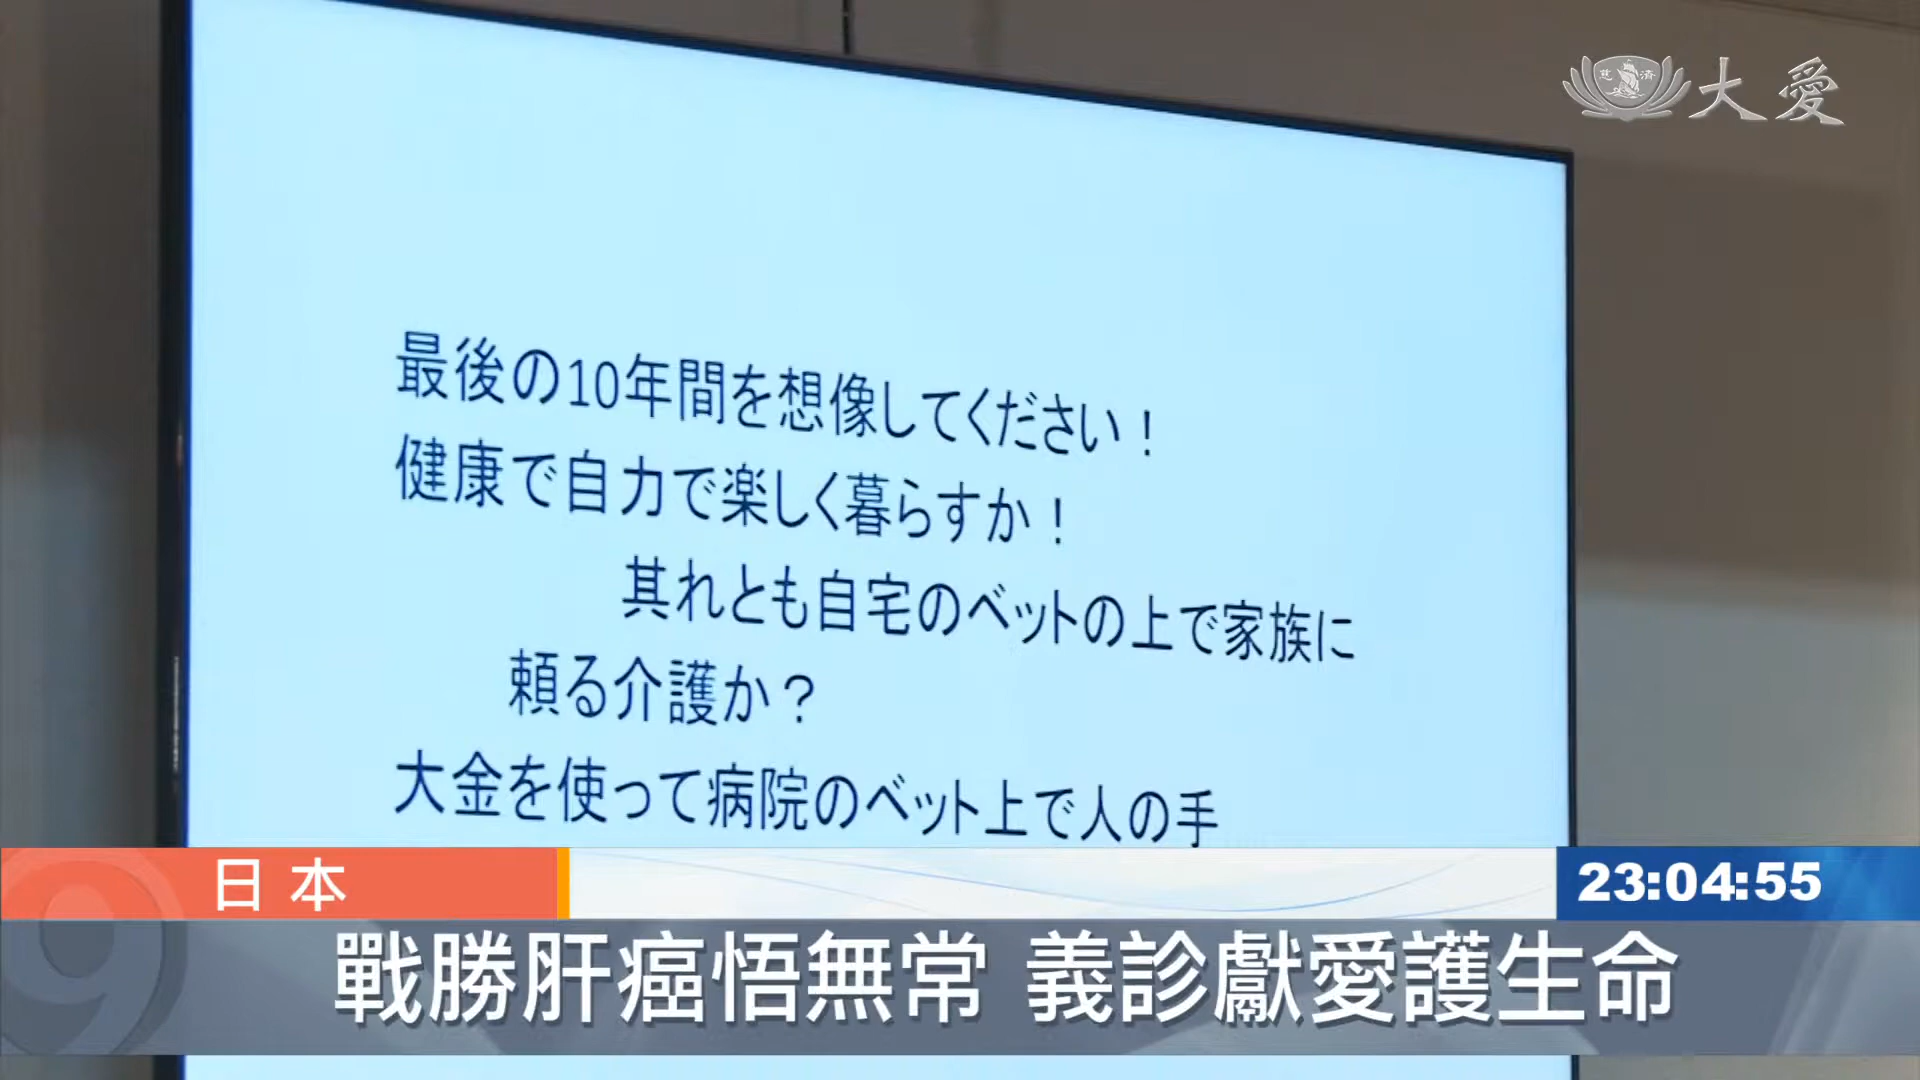 慈濟 大愛
最後の10年間を想像してください！
健康で自力で楽しく暮らすか！
其れとも自宅のベットの上で家族に
頼る介護か？
大金を使って病院のベット上で人の手
日本
23:04:55
戰勝肝癌悟無常 義診獻愛護生命
9